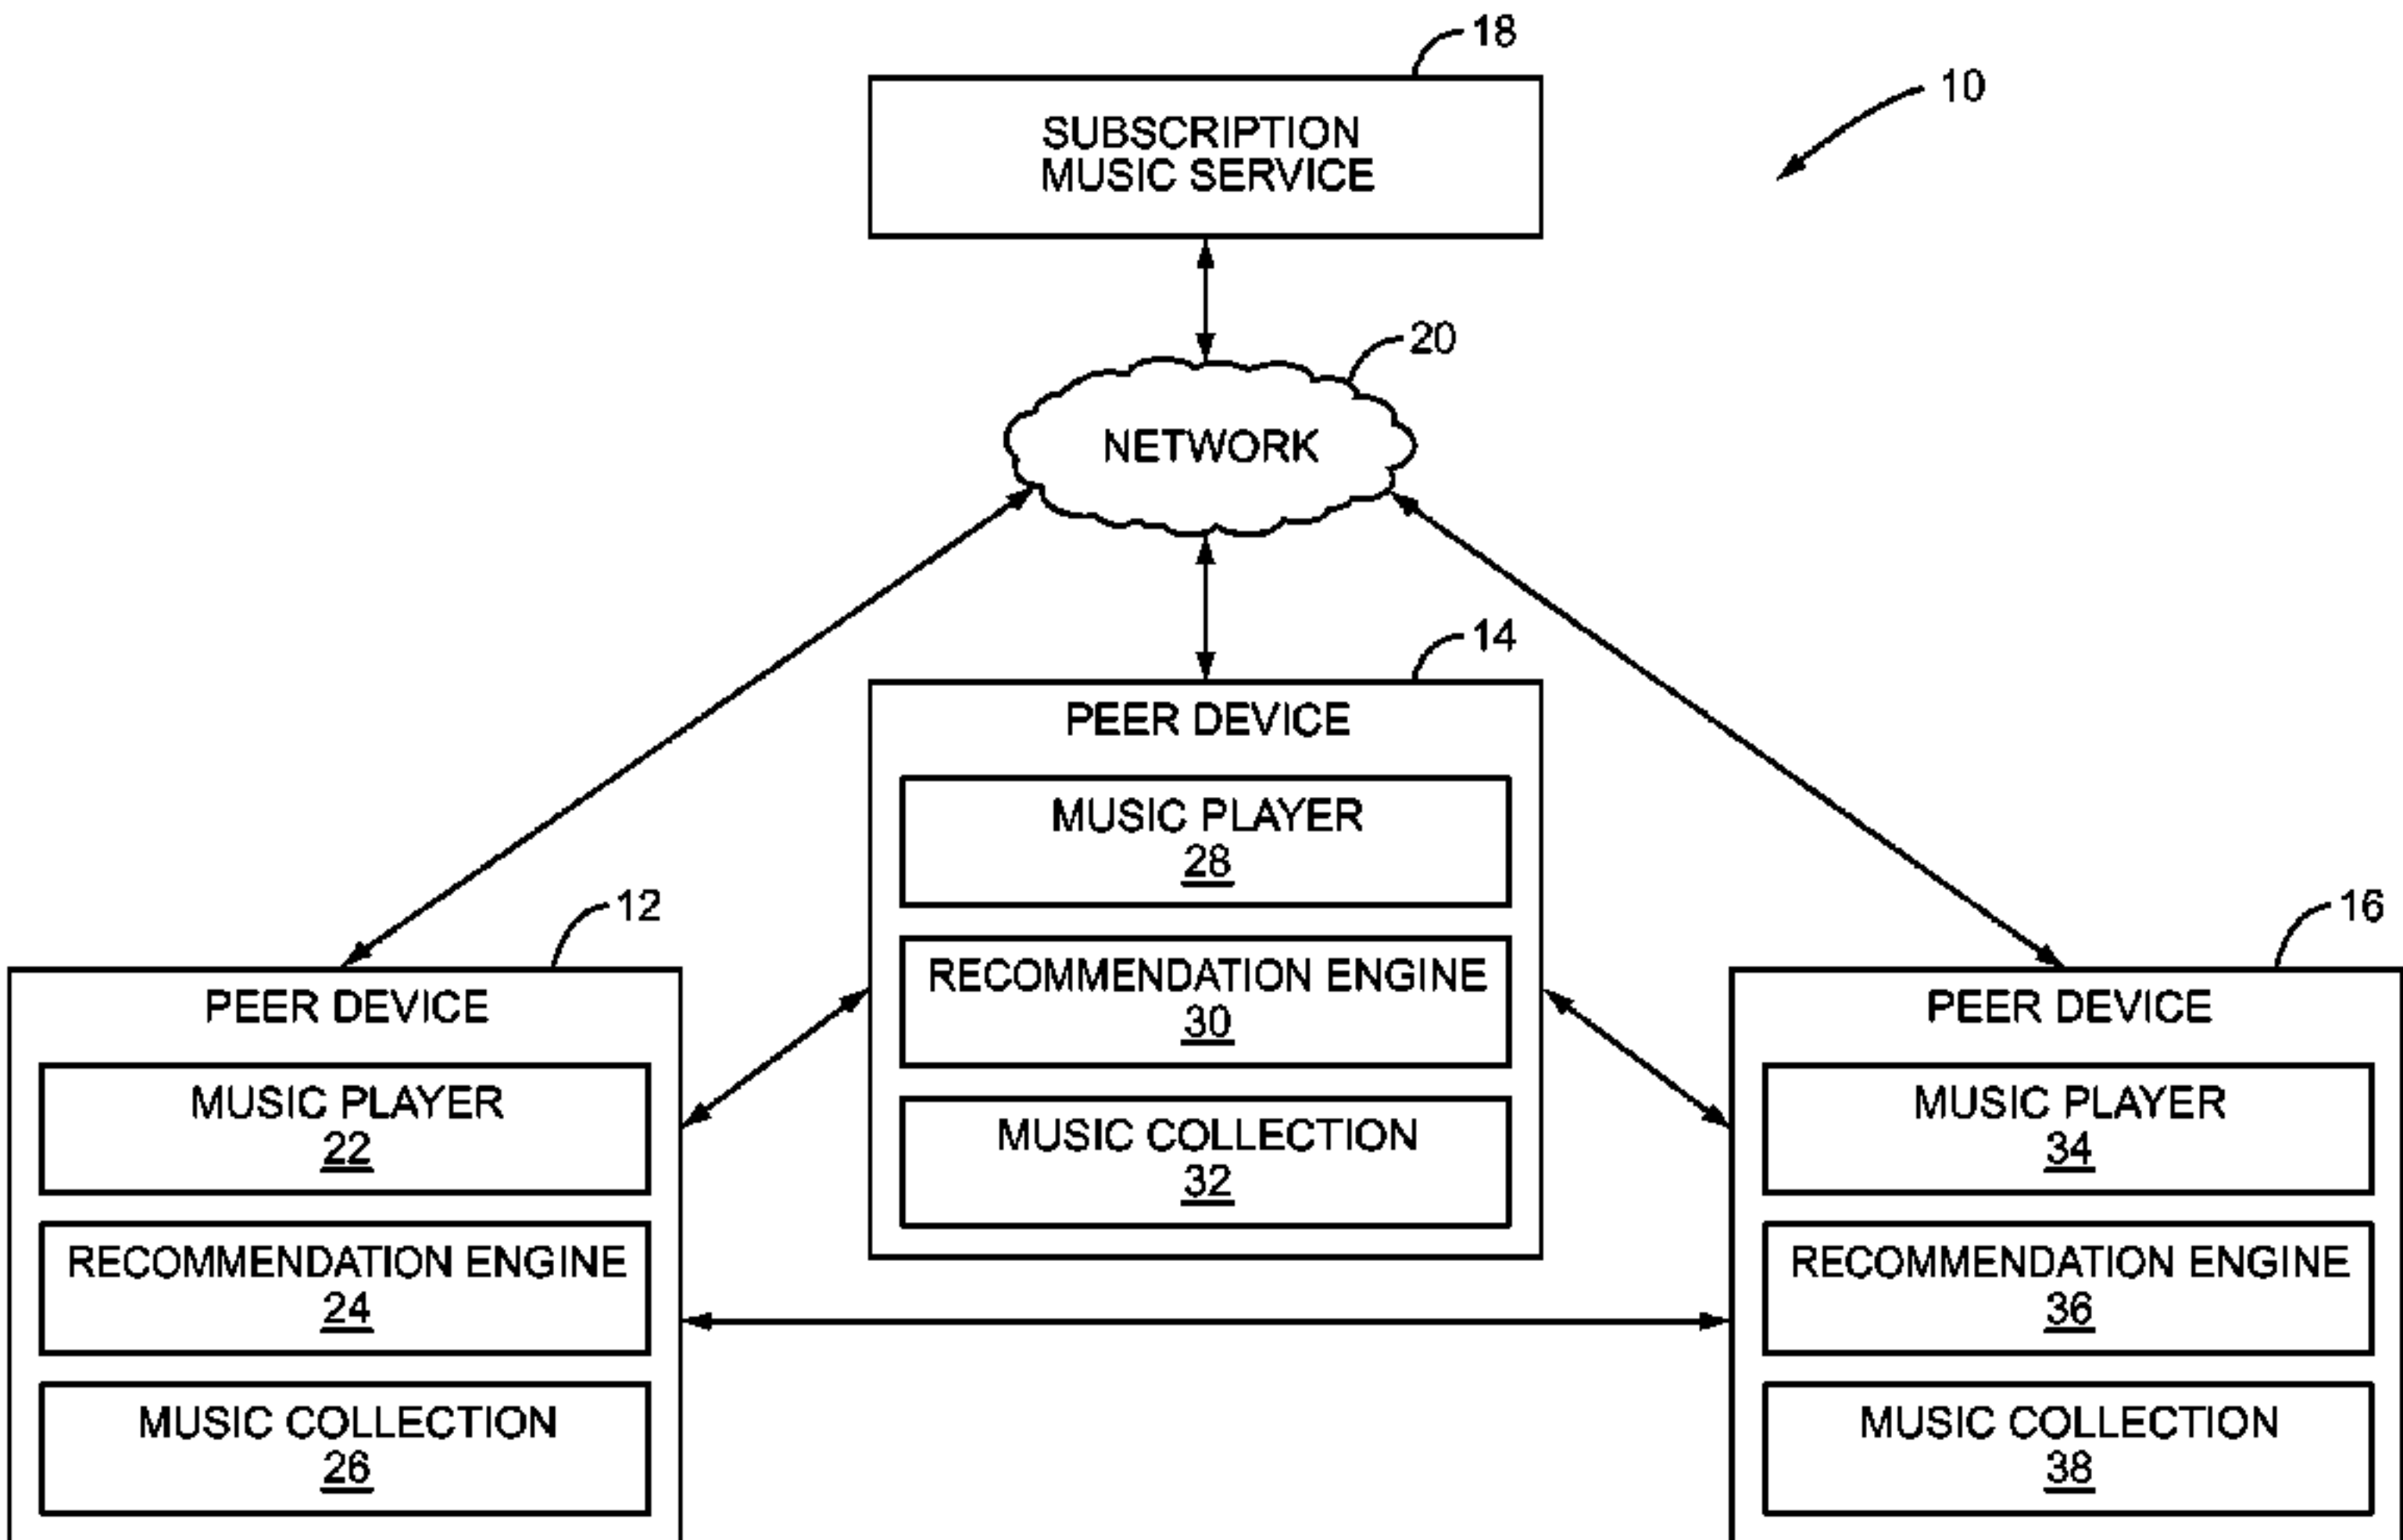 18
10
SUBSCRIPTION
MUSIC SERVICE
20
NETWORK
14
PEER DEVICE
MUSIC PLAYER
28
RECOMMENDATION ENGINE
30
MUSIC COLLECTION
32
12
PEER DEVICE
MUSIC PLAYER
22
RECOMMENDATION ENGINE
24
MUSIC COLLECTION
26
16
PEER DEVICE
MUSIC PLAYER
34
RECOMMENDATION ENGINE
36
MUSIC COLLECTION
38